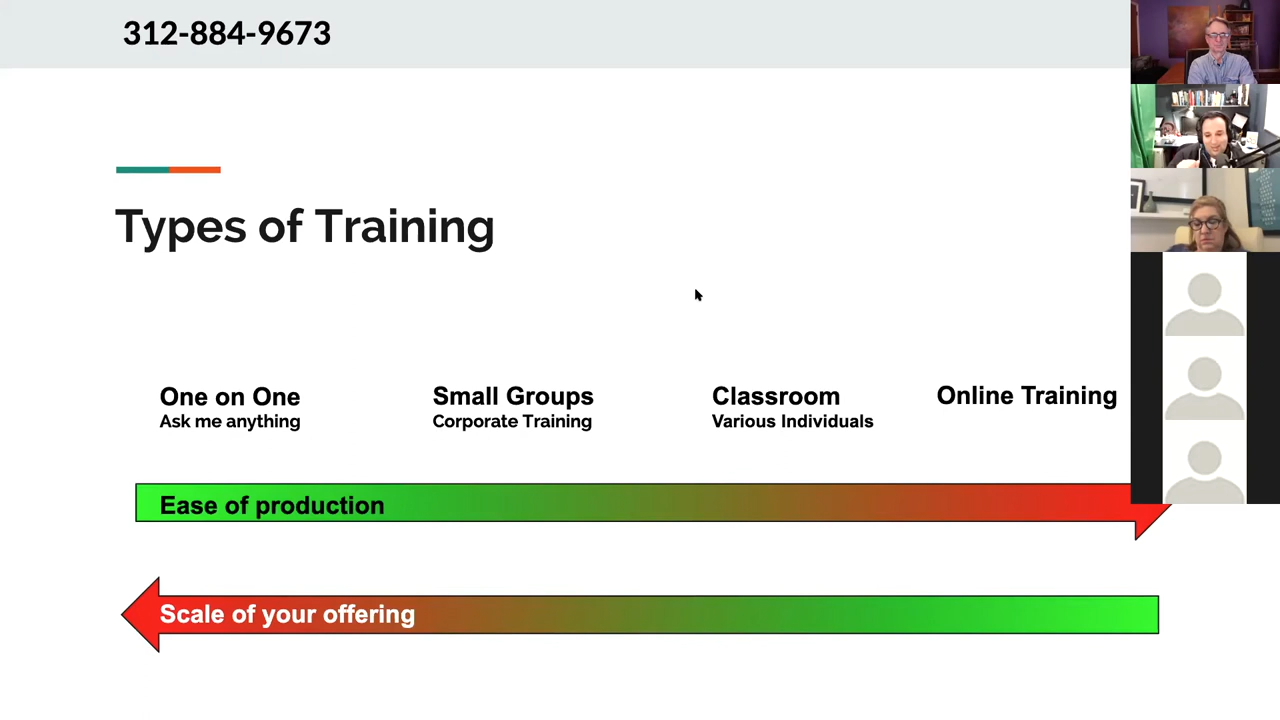 312-884-9673
Types of Training
One on One
Ask me anything
Small Groups
Corporate Training
Classroom
Various Individuals
Online Training
Ease of production
Scale of your offering